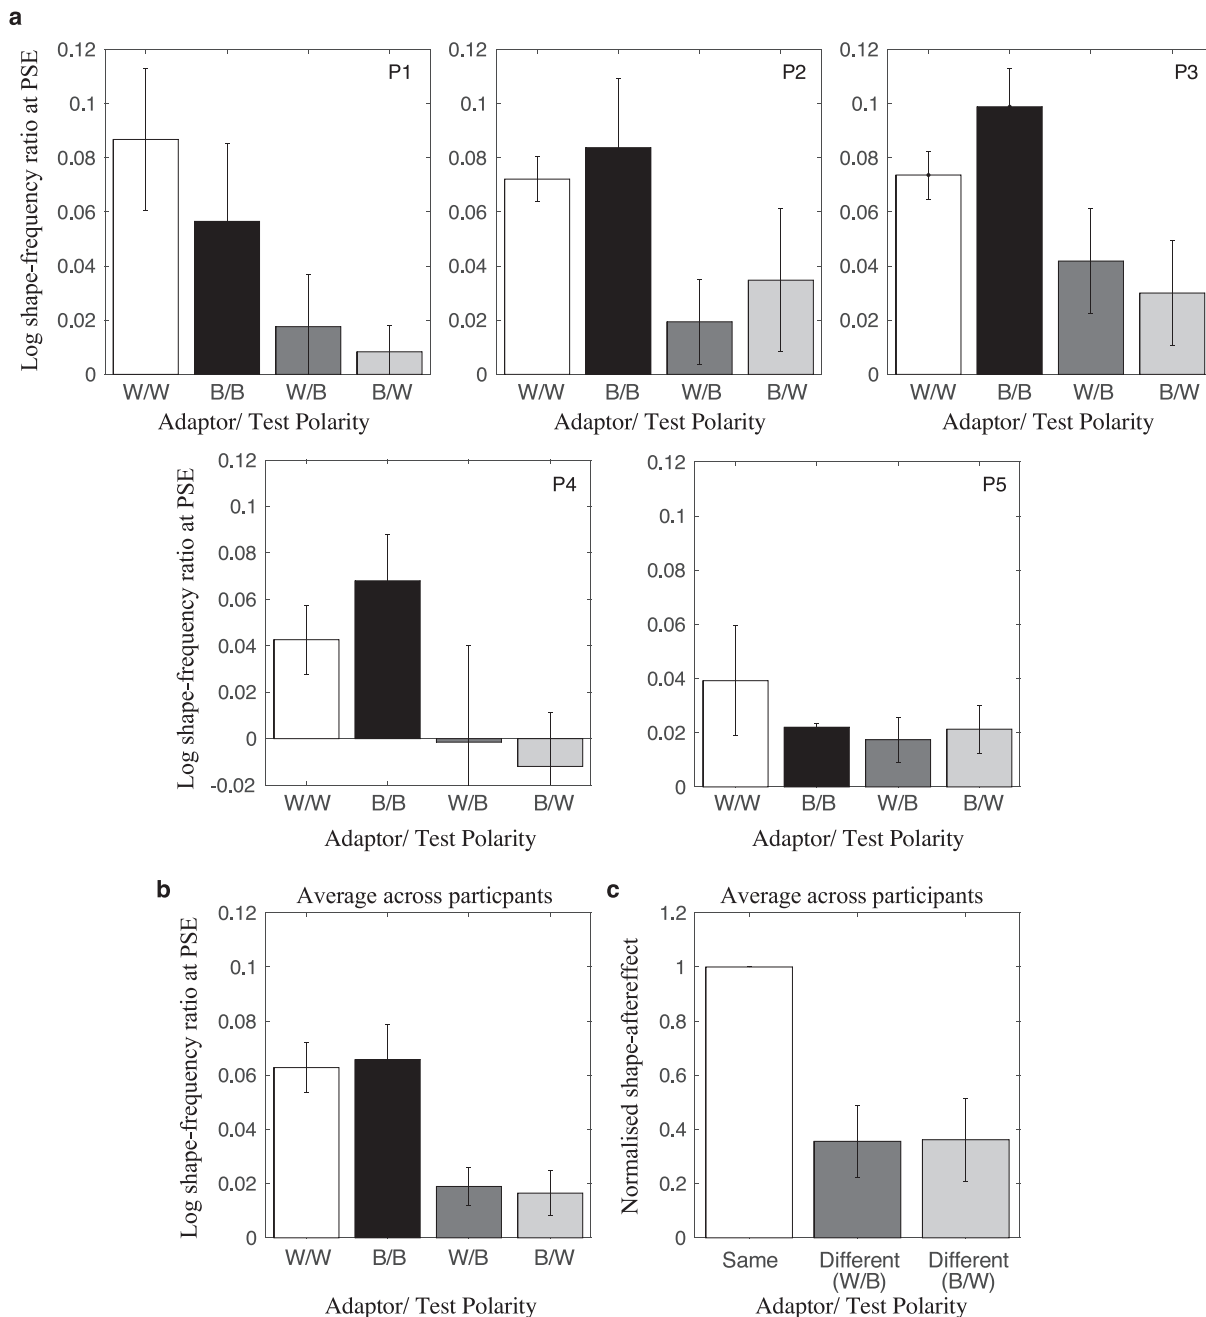 a
Log shape-frequency ratio at PSE
0.12
0.1
0.08
0.06
0.04
0.02
0
P1
W/W B/B W/B B/W
Adaptor/ Test Polarity
0.12
0.1
0.08
0.06
0.04
0.02
0
P2
W/W B/B W/B B/W
Adaptor/ Test Polarity
0.12
0.1
0.08
0.06
0.04
0.02
0
P3
W/W B/B W/B B/W
Adaptor/ Test Polarity
Log shape-frequency ratio at PSE
0.12
0.1
0.08
0.06
0.04
0.02
0
-0.02
P4
W/W B/B W/B B/W
Adaptor/ Test Polarity
0.12
0.1
0.08
0.06
0.04
0.02
0
P5
W/W B/B W/B B/W
Adaptor/ Test Polarity
b
Average across particpants
Log shape-frequency ratio at PSE
0.12
0.1
0.08
0.06
0.04
0.02
0
W/W B/B W/B B/W
Adaptor/ Test Polarity
c
Average across participants
Normalised shape-aftereffect
1.2
1
0.8
0.6
0.4
0.2
0
Same Different Different
(W/B) (B/W)
Adaptor/ Test Polarity